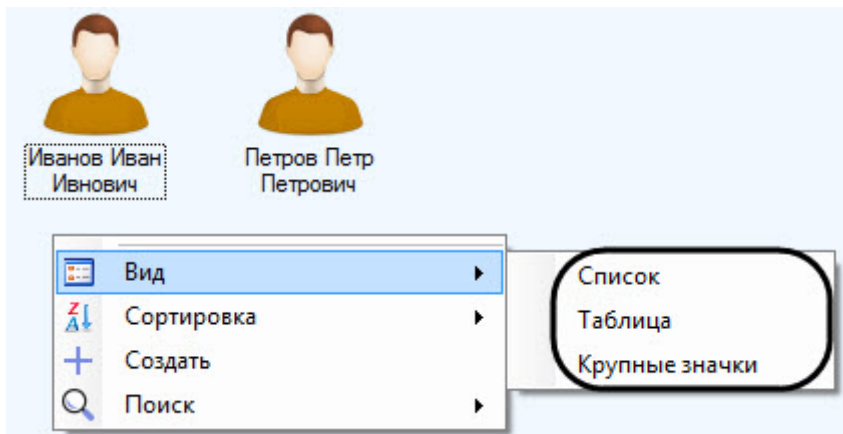 Иванов Иван
Ивнович
Петров Петр
Петрович
Вид
Сортировка
Создать
Поиск
Список
Таблица
Крупные значки